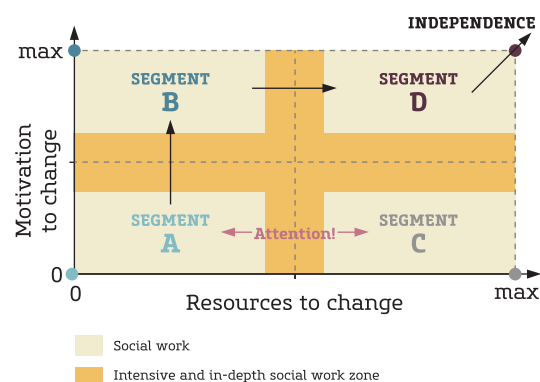 INDEPENDENCE
max
SEGMENT
B
SEGMENT
D
Motivation
to change
SEGMENT
A
Attention!
SEGMENT
C
0
0
Resources to change
max
Social work
Intensive and in-depth social work zone